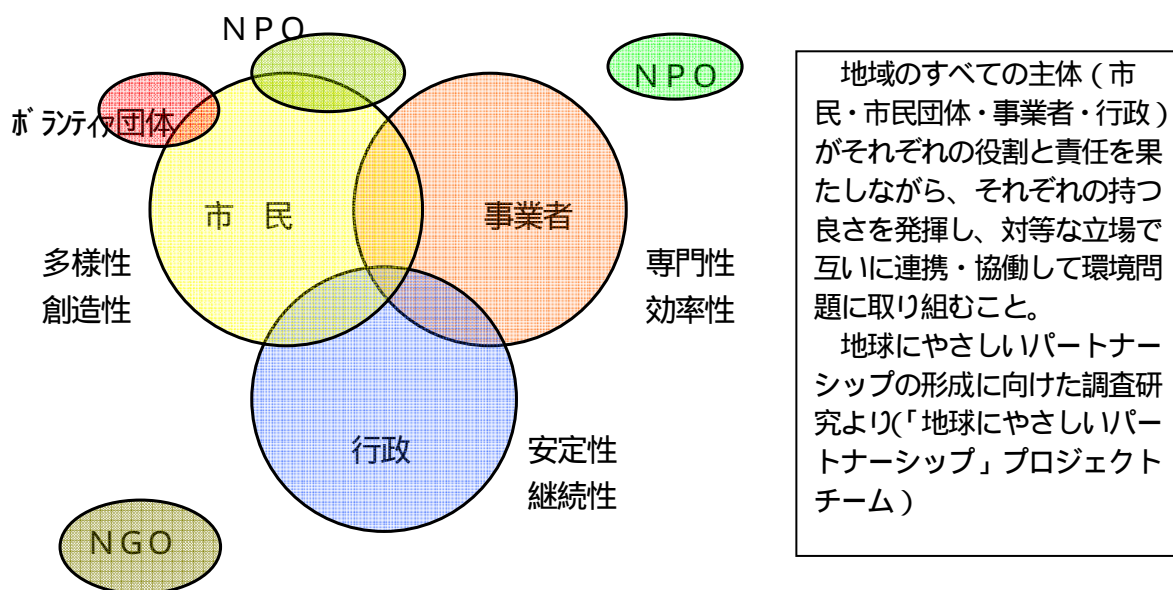 ＮＰＯ
ＮＰＯ
ボランティア団体
市　民
事業者
多様性
創造性
専門性
効率性
行政
安定性
継続性
ＮＧＯ
　地域のすべての主体（市
民・市民団体・事業者・行政）
がそれぞれの役割と責任を果
たしながら、それぞれの持つ
良さを発揮し、対等な立場で
互いに連携・協働して環境問
題に取り組むこと。
　地球にやさしいパートナー
シップの形成に向けた調査研
究より(「地球にやさしいパー
トナーシップ」プロジェクト
チーム）